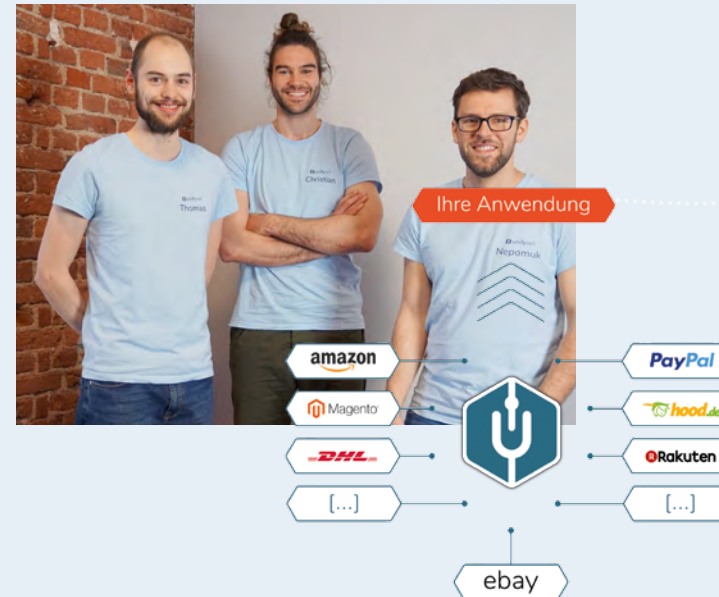 Thomas
Christian
Nepomuk
Ihre Anwendung
amazon
PayPal
Magento
hood.de
DHL
Rakuten
[...]
[...]
ebay